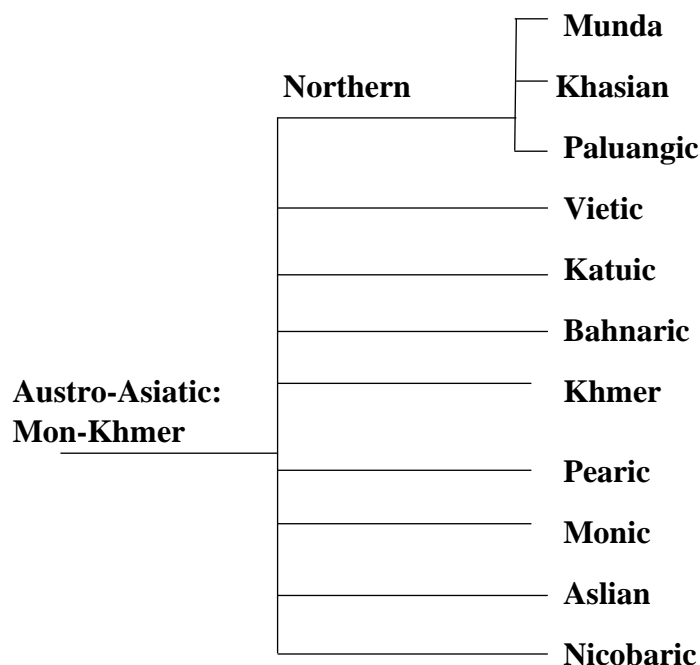 Munda
Northern
Khasian
Paluangic
Vietic
Katuic
Bahnaric
Austro-Asiatic:
Khmer
Mon-Khmer
Pearic
Monic
Aslian
Nicobaric